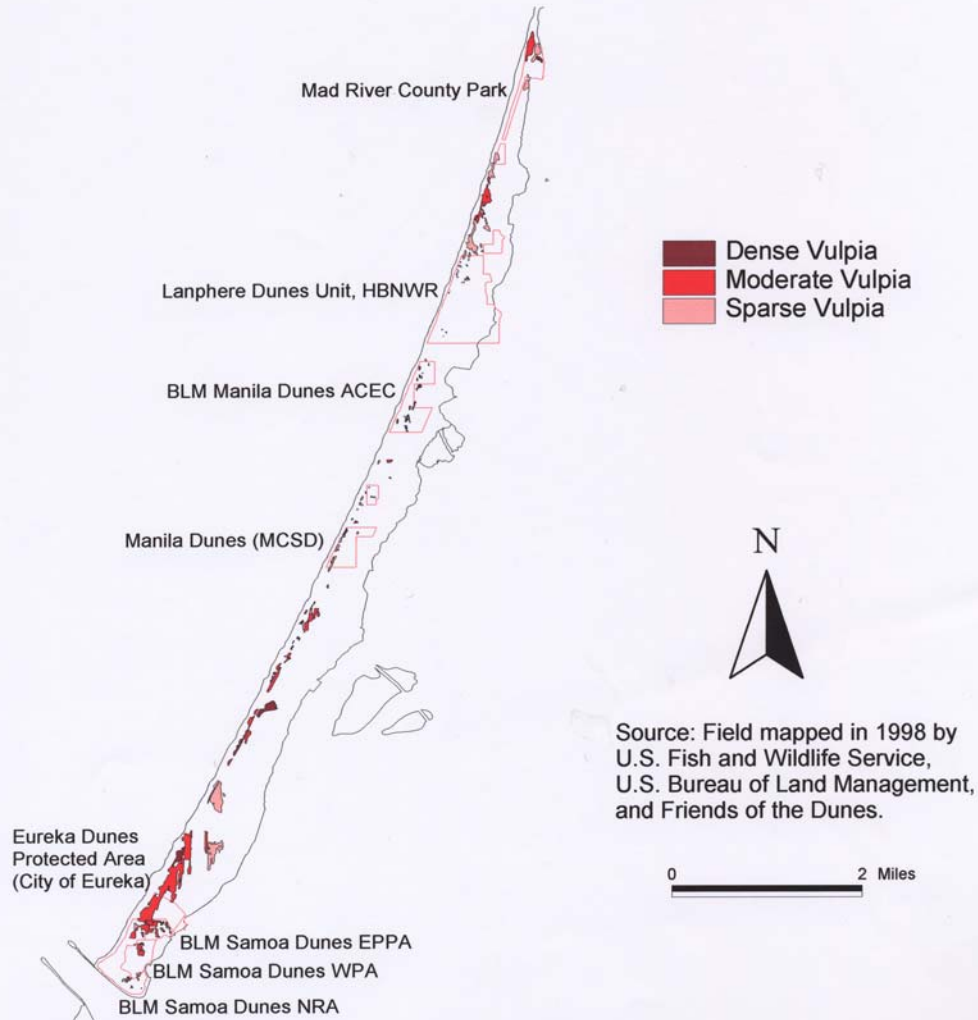 Mad River County Park
Dense Vulpia
Moderate Vulpia
Sparse Vulpia
Lanphere Dunes Unit, HBNWR
BLM Manila Dunes ACEC
Manila Dunes (MCSD)
N
Source: Field mapped in 1998 by
U.S. Fish and Wildlife Service,
U.S. Bureau of Land Management,
and Friends of the Dunes.
Eureka Dunes
Protected Area
(City of Eureka)
0 2 Miles
BLM Samoa Dunes EPPA
BLM Samoa Dunes WPA
BLM Samoa Dunes NRA